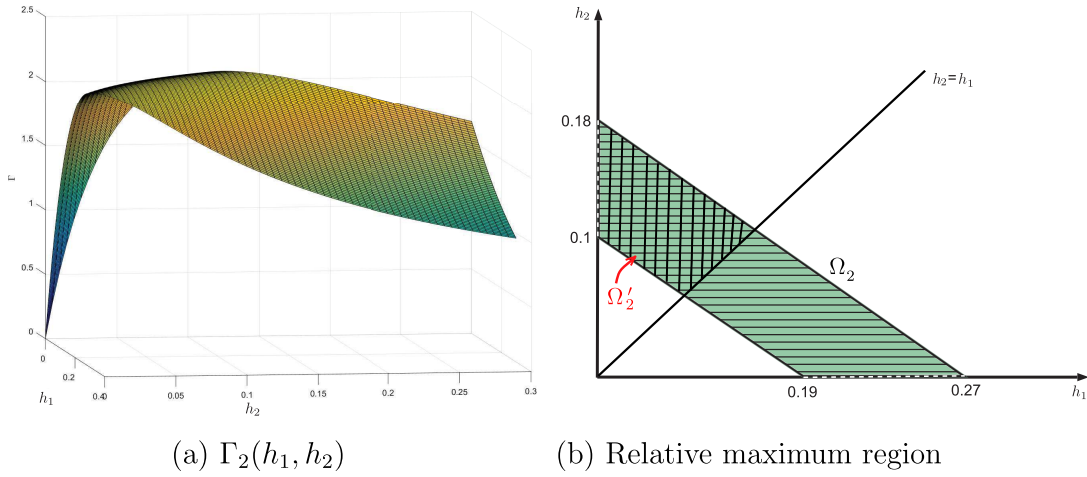 2.5
2
1.5
Γ
1
0.5
0
0
0.2
0.4
h₁
0
0.05
0.1
0.15
0.2
0.25
0.3
h₂
(a) Γ₂(h₁, h₂)
h₂
h₂=h₁
0.18
0.1
Ω₂
Ω₂′
0.19
0.27
h₁
(b) Relative maximum region